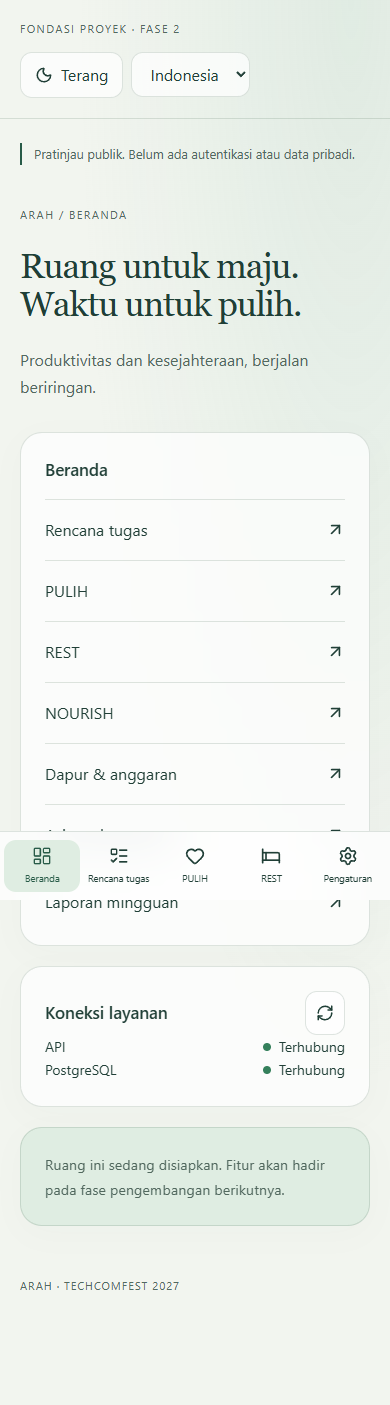 FONDASI PROYEK · FASE 2
Terang
Indonesia
Pratinjau publik. Belum ada autentikasi atau data pribadi.
ARAH / BERANDA
Ruang untuk maju.
Waktu untuk pulih.
Produktivitas dan kesejahteraan, berjalan
beriringan.
Beranda
Rencana tugas
PULIH
REST
NOURISH
Dapur & anggaran
Beranda
Rencana tugas
PULIH
REST
Pengaturan
Laporan mingguan
Koneksi layanan
API
Terhubung
PostgreSQL
Terhubung
Ruang ini sedang disiapkan. Fitur akan hadir
pada fase pengembangan berikutnya.
ARAH · TECHCOMFEST 2027